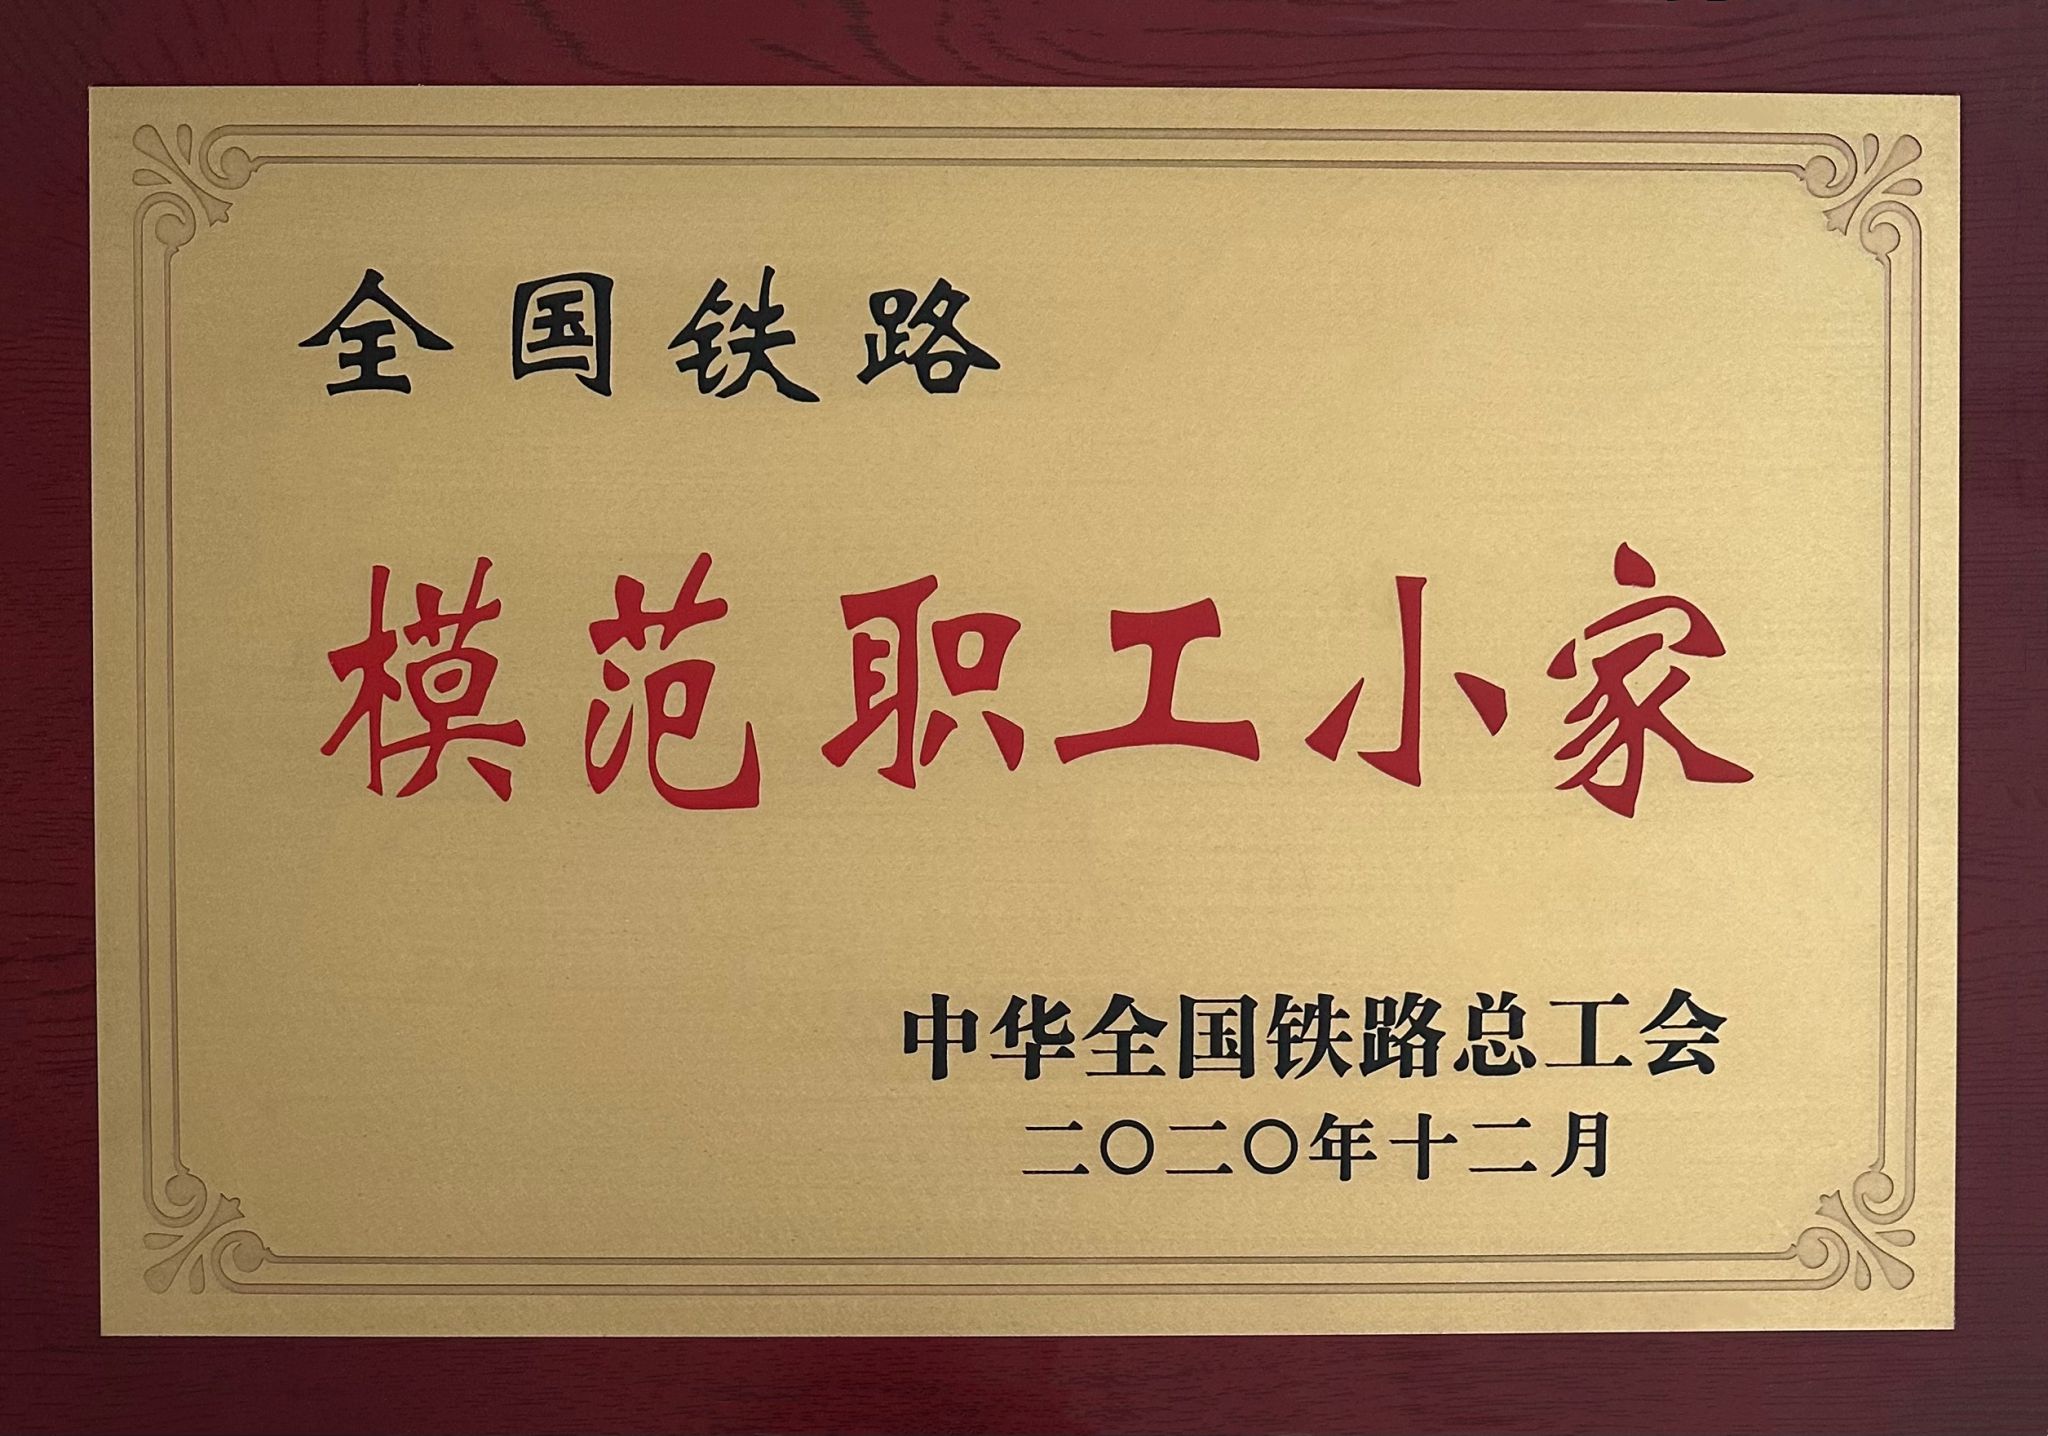 全国铁路
模范职工小家
中华全国铁路总工会
二〇二〇年十二月